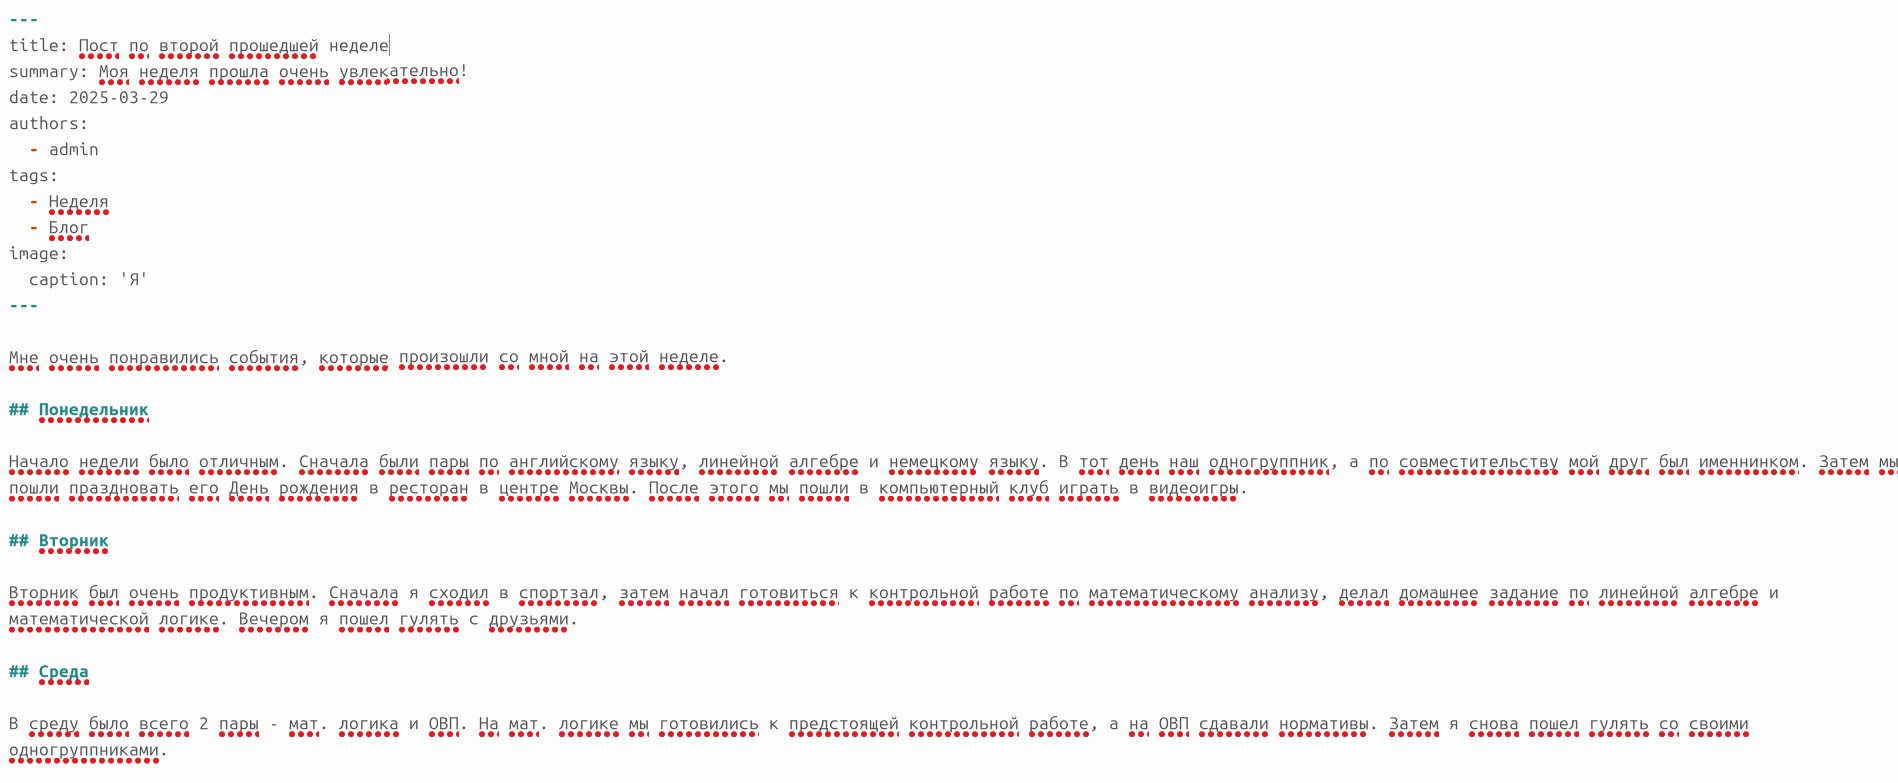 ---
title: Пост по второй прошедшей неделе
summary: Моя неделя прошла очень увлекательно!
date: 2025-03-29
authors:
  - admin
tags:
  - Неделя
  - Блог
image:
  caption: 'Я'
---

Мне очень понравились события, которые произошли со мной на этой неделе.

## Понедельник

Начало недели было отличным. Сначала были пары по английскому языку, линейной алгебре и немецкому языку. В тот день наш одногруппник, а по совместительству мой друг был именнинком. Затем мы
пошли праздновать его День рождения в ресторан в центре Москвы. После этого мы пошли в компьютерный клуб играть в видеоигры.

## Вторник

Вторник был очень продуктивным. Сначала я сходил в спортзал, затем начал готовиться к контрольной работе по математическому анализу, делал домашнее задание по линейной алгебре и
математической логике. Вечером я пошел гулять с друзьями.

## Среда

В среду было всего 2 пары - мат. логика и ОВП. На мат. логике мы готовились к предстоящей контрольной работе, а на ОВП сдавали нормативы. Затем я снова пошел гулять со своими
одногруппниками.